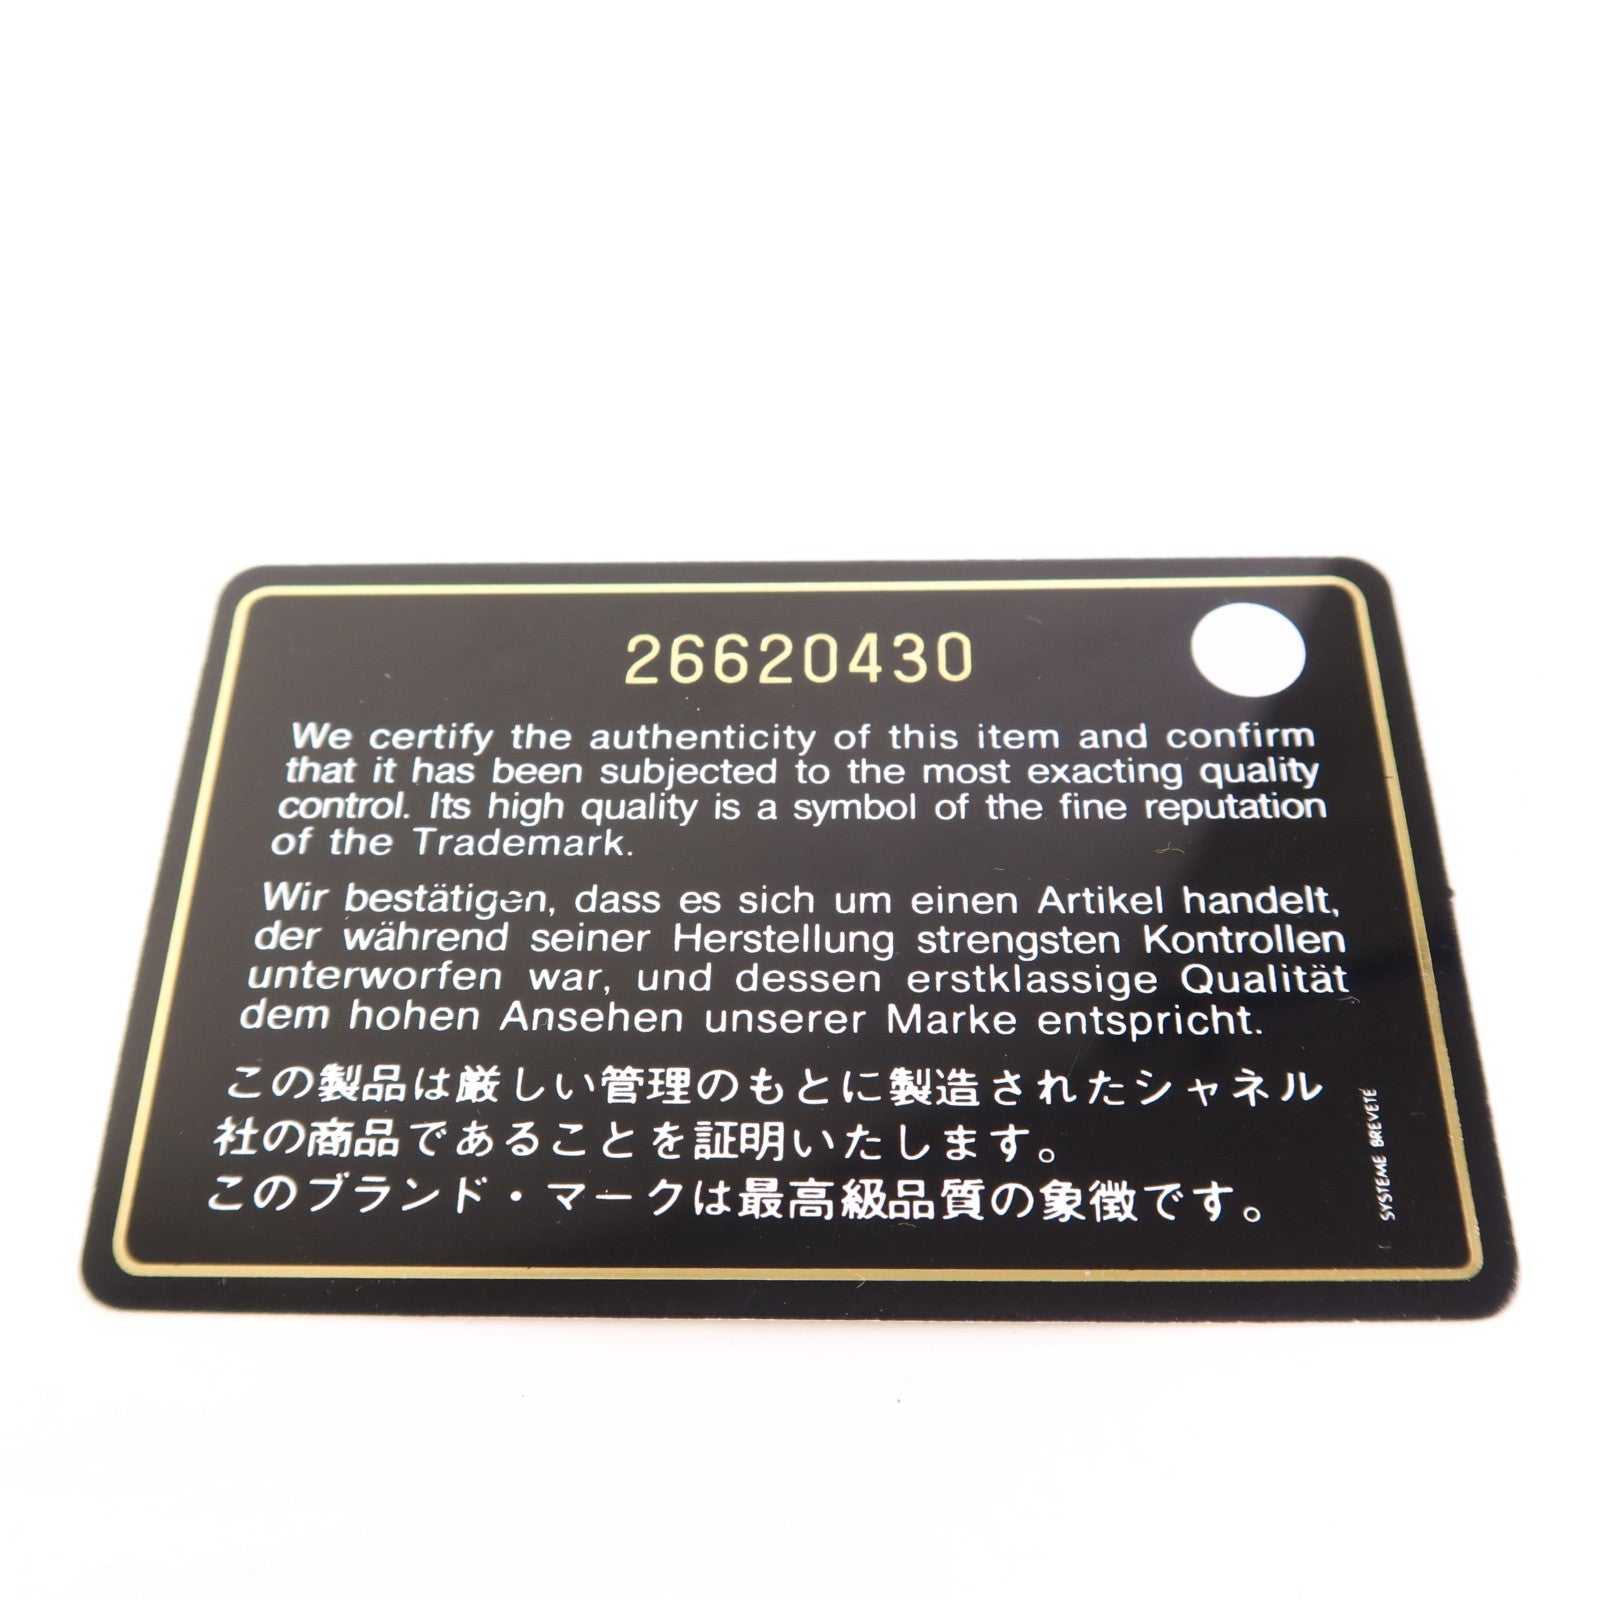 26620430
We certify the authenticity of this item and confirm
that it has been subjected to the most exacting quality
control. Its high quality is a symbol of the fine reputation
of the Trademark.
Wir bestätigen, dass es sich um einen Artikel handelt,
der während seiner Herstellung strengsten Kontrollen
unterworfen war, und dessen erstklassige Qualität
dem hohen Ansehen unserer Marke entspricht.
この製品は厳しい管理のもとに製造されたシャネル
社の商品であることを証明いたします。
このブランド・マークは最高級品質の象徴です。
SYSTEME BREVETE